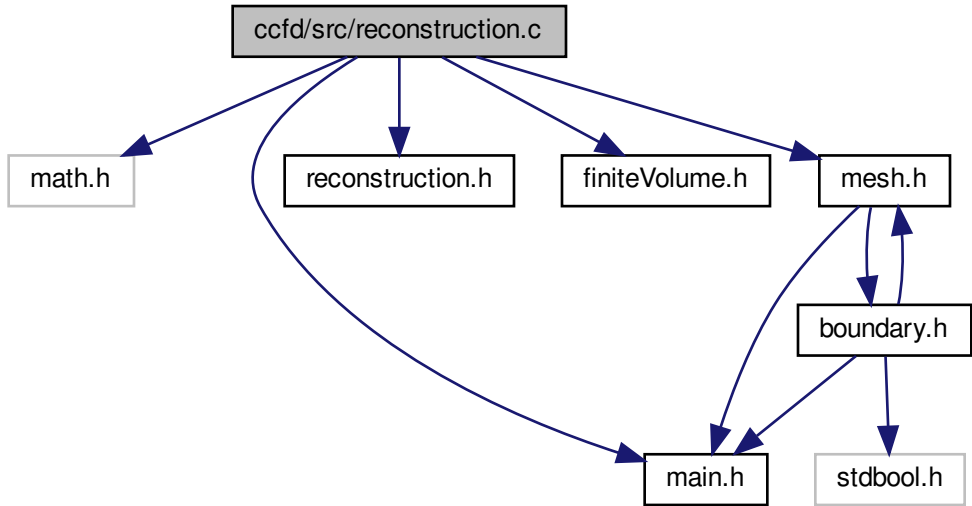 ccfd/src/reconstruction.c
math.h
reconstruction.h
finiteVolume.h
mesh.h
boundary.h
main.h
stdbool.h